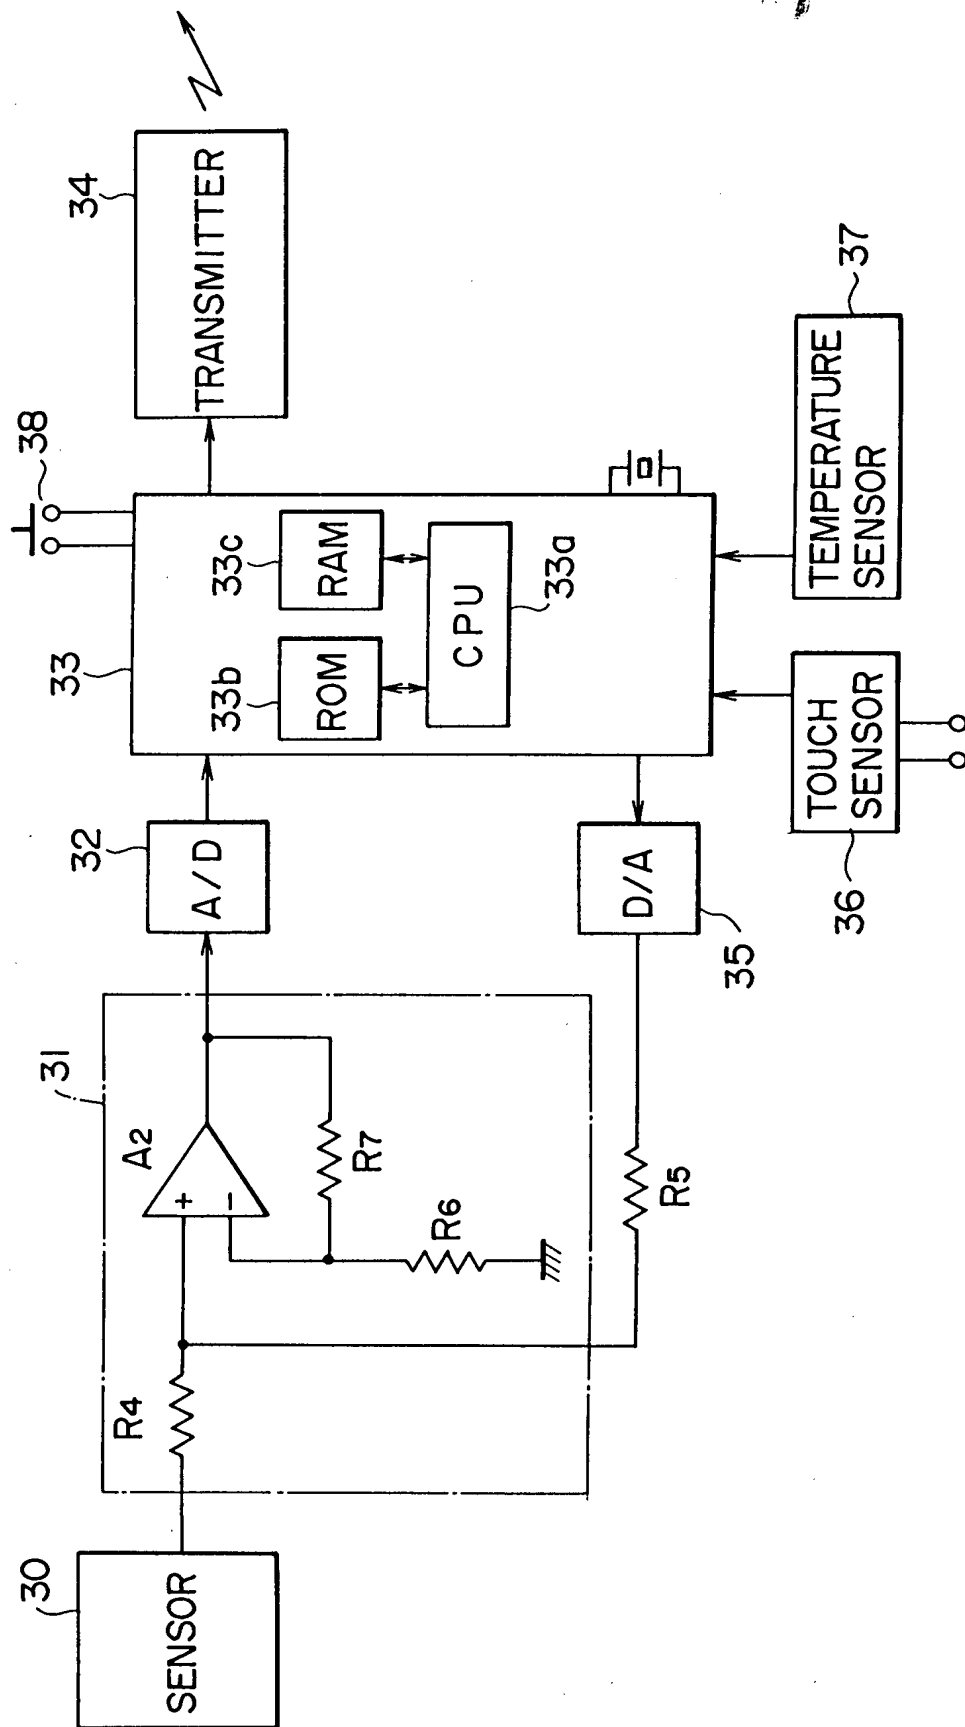 30
SENSOR
31
R4
A2
+
−
R7
R6
R5
32
A/D
D/A
35
33
33b
ROM
33c
RAM
CPU
33a
38
34
TRANSMITTER
TOUCH
SENSOR
36
TEMPERATURE
SENSOR
37